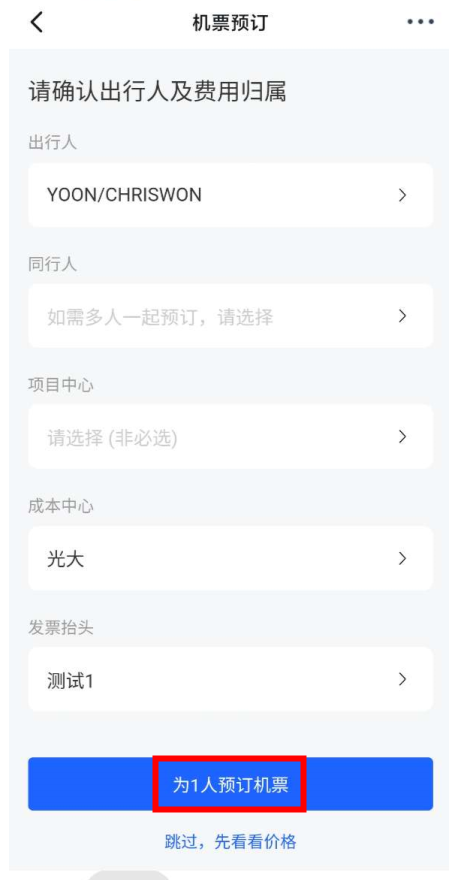 机票预订
请确认出行人及费用归属
出行人
YOON/CHRISWON
同行人
如需多人一起预订，请选择
项目中心
请选择 (非必选)
成本中心
光大
发票抬头
测试1
为1人预订机票
跳过，先看看价格